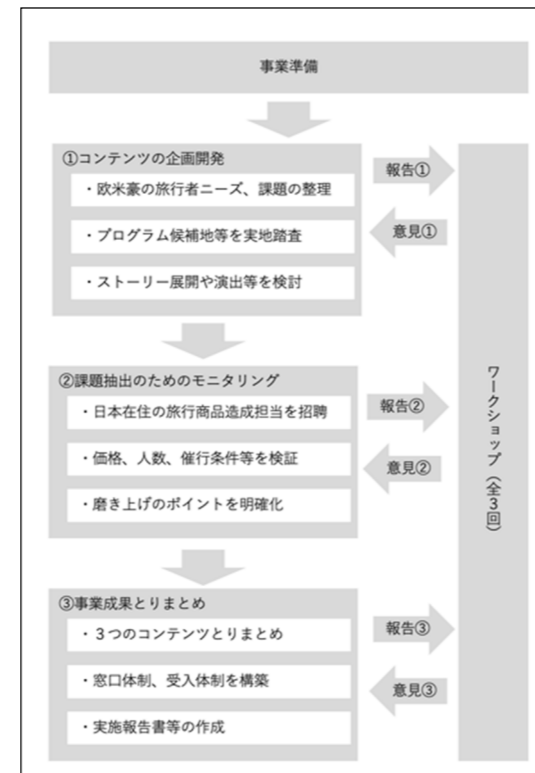 事業準備
①コンテンツの企画開発
・欧米豪の旅行者ニーズ、課題の整理
・プログラム候補地等を実地踏査
・ストーリー展開や演出等を検討
報告①
意見①
②課題抽出のためのモニタリング
・日本在住の旅行商品造成担当を招聘
・価格、人数、催行条件等を検証
・磨き上げのポイントを明確化
報告②
意見②
③事業成果とりまとめ
・３つのコンテンツとりまとめ
・窓口体制、受入体制を構築
・実施報告書等の作成
報告③
意見③
ワークショップ（全３回）